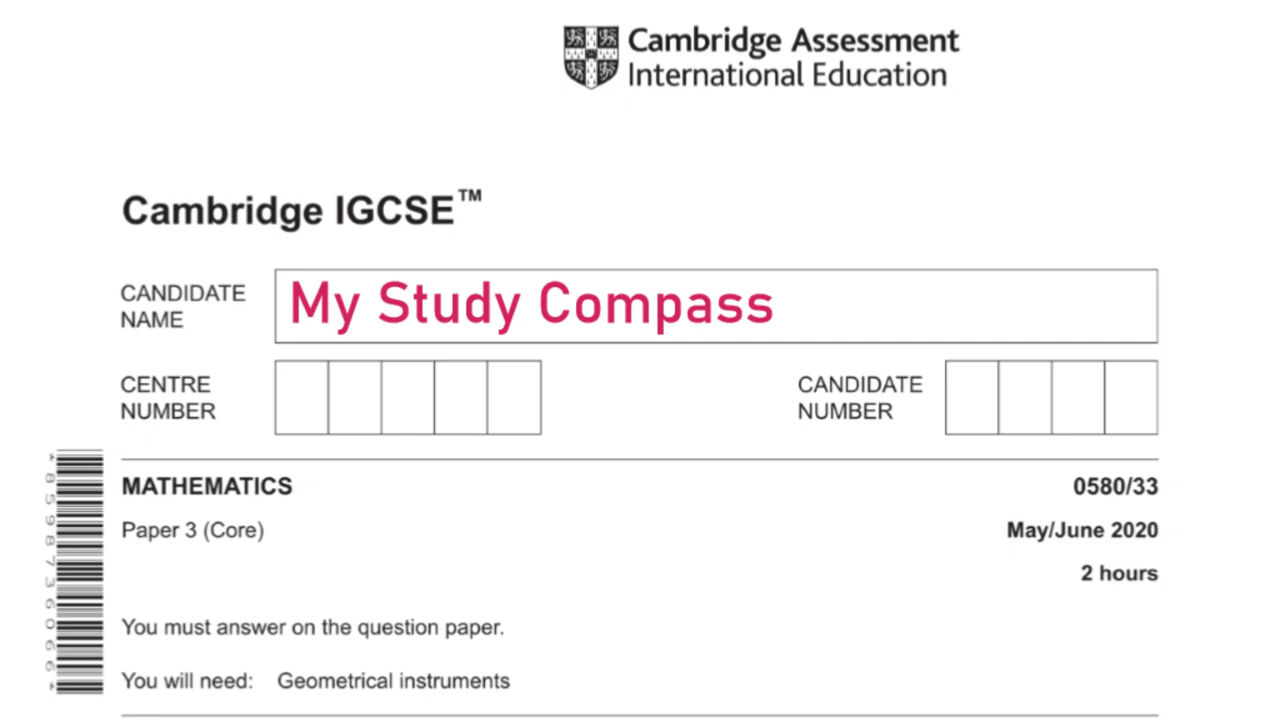 Cambridge Assessment
International Education
Cambridge IGCSE™
CANDIDATE
NAME
My Study Compass
CENTRE
NUMBER
CANDIDATE
NUMBER
MATHEMATICS
0580/33
Paper 3 (Core)
May/June 2020
2 hours
You must answer on the question paper.
You will need: Geometrical instruments
*8598736066*